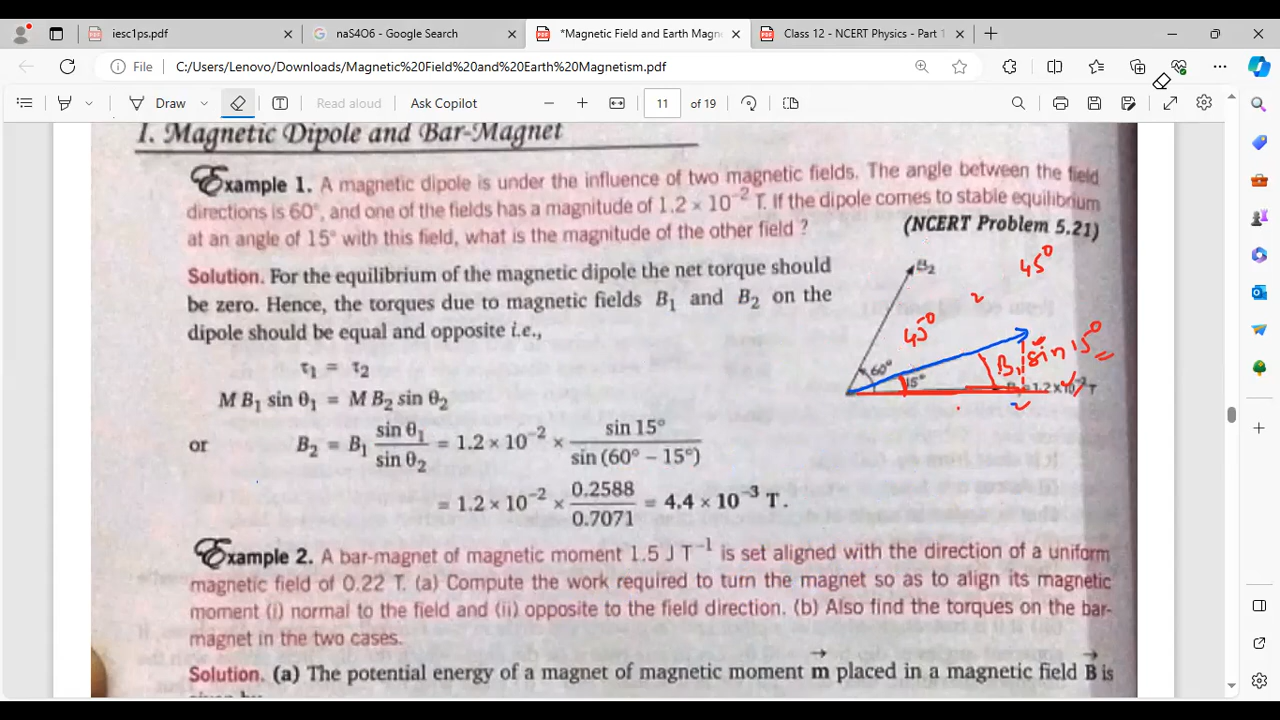 iesc1ps.pdf
naS4O6 - Google Search
*Magnetic Field and Earth Magn
Class 12 - NCERT Physics - Part 1
File
C:/Users/Lenovo/Downloads/Magnetic%20Field%20and%20Earth%20Magnetism.pdf
Draw
Read aloud
Ask Copilot
11 of 19
I. Magnetic Dipole and Bar-Magnet
Example 1. A magnetic dipole is under the influence of two magnetic fields. The angle between the field
directions is 60°, and one of the fields has a magnitude of 1.2 × 10⁻² T. If the dipole comes to stable equilibrium
at an angle of 15° with this field, what is the magnitude of the other field ?
(NCERT Problem 5.21)
Solution. For the equilibrium of the magnetic dipole the net torque should
be zero. Hence, the torques due to magnetic fields B₁ and B₂ on the
dipole should be equal and opposite i.e.,
τ₁ = τ₂
M B₁ sin θ₁ = M B₂ sin θ₂
or B₂ = B₁ sin θ₁ / sin θ₂ = 1.2 × 10⁻² × sin 15° / sin (60° − 15°)
= 1.2 × 10⁻² × 0.2588 / 0.7071 = 4.4 × 10⁻³ T.
B₂
45°
45°
60°
15°
B₁ sin 15°
1.2×10⁻² T
Example 2. A bar-magnet of magnetic moment 1.5 J T⁻¹ is set aligned with the direction of a uniform
magnetic field of 0.22 T. (a) Compute the work required to turn the magnet so as to align its magnetic
moment (i) normal to the field and (ii) opposite to the field direction. (b) Also find the torques on the bar-
magnet in the two cases.
Solution. (a) The potential energy of a magnet of magnetic moment m⃗ placed in a magnetic field B⃗ is